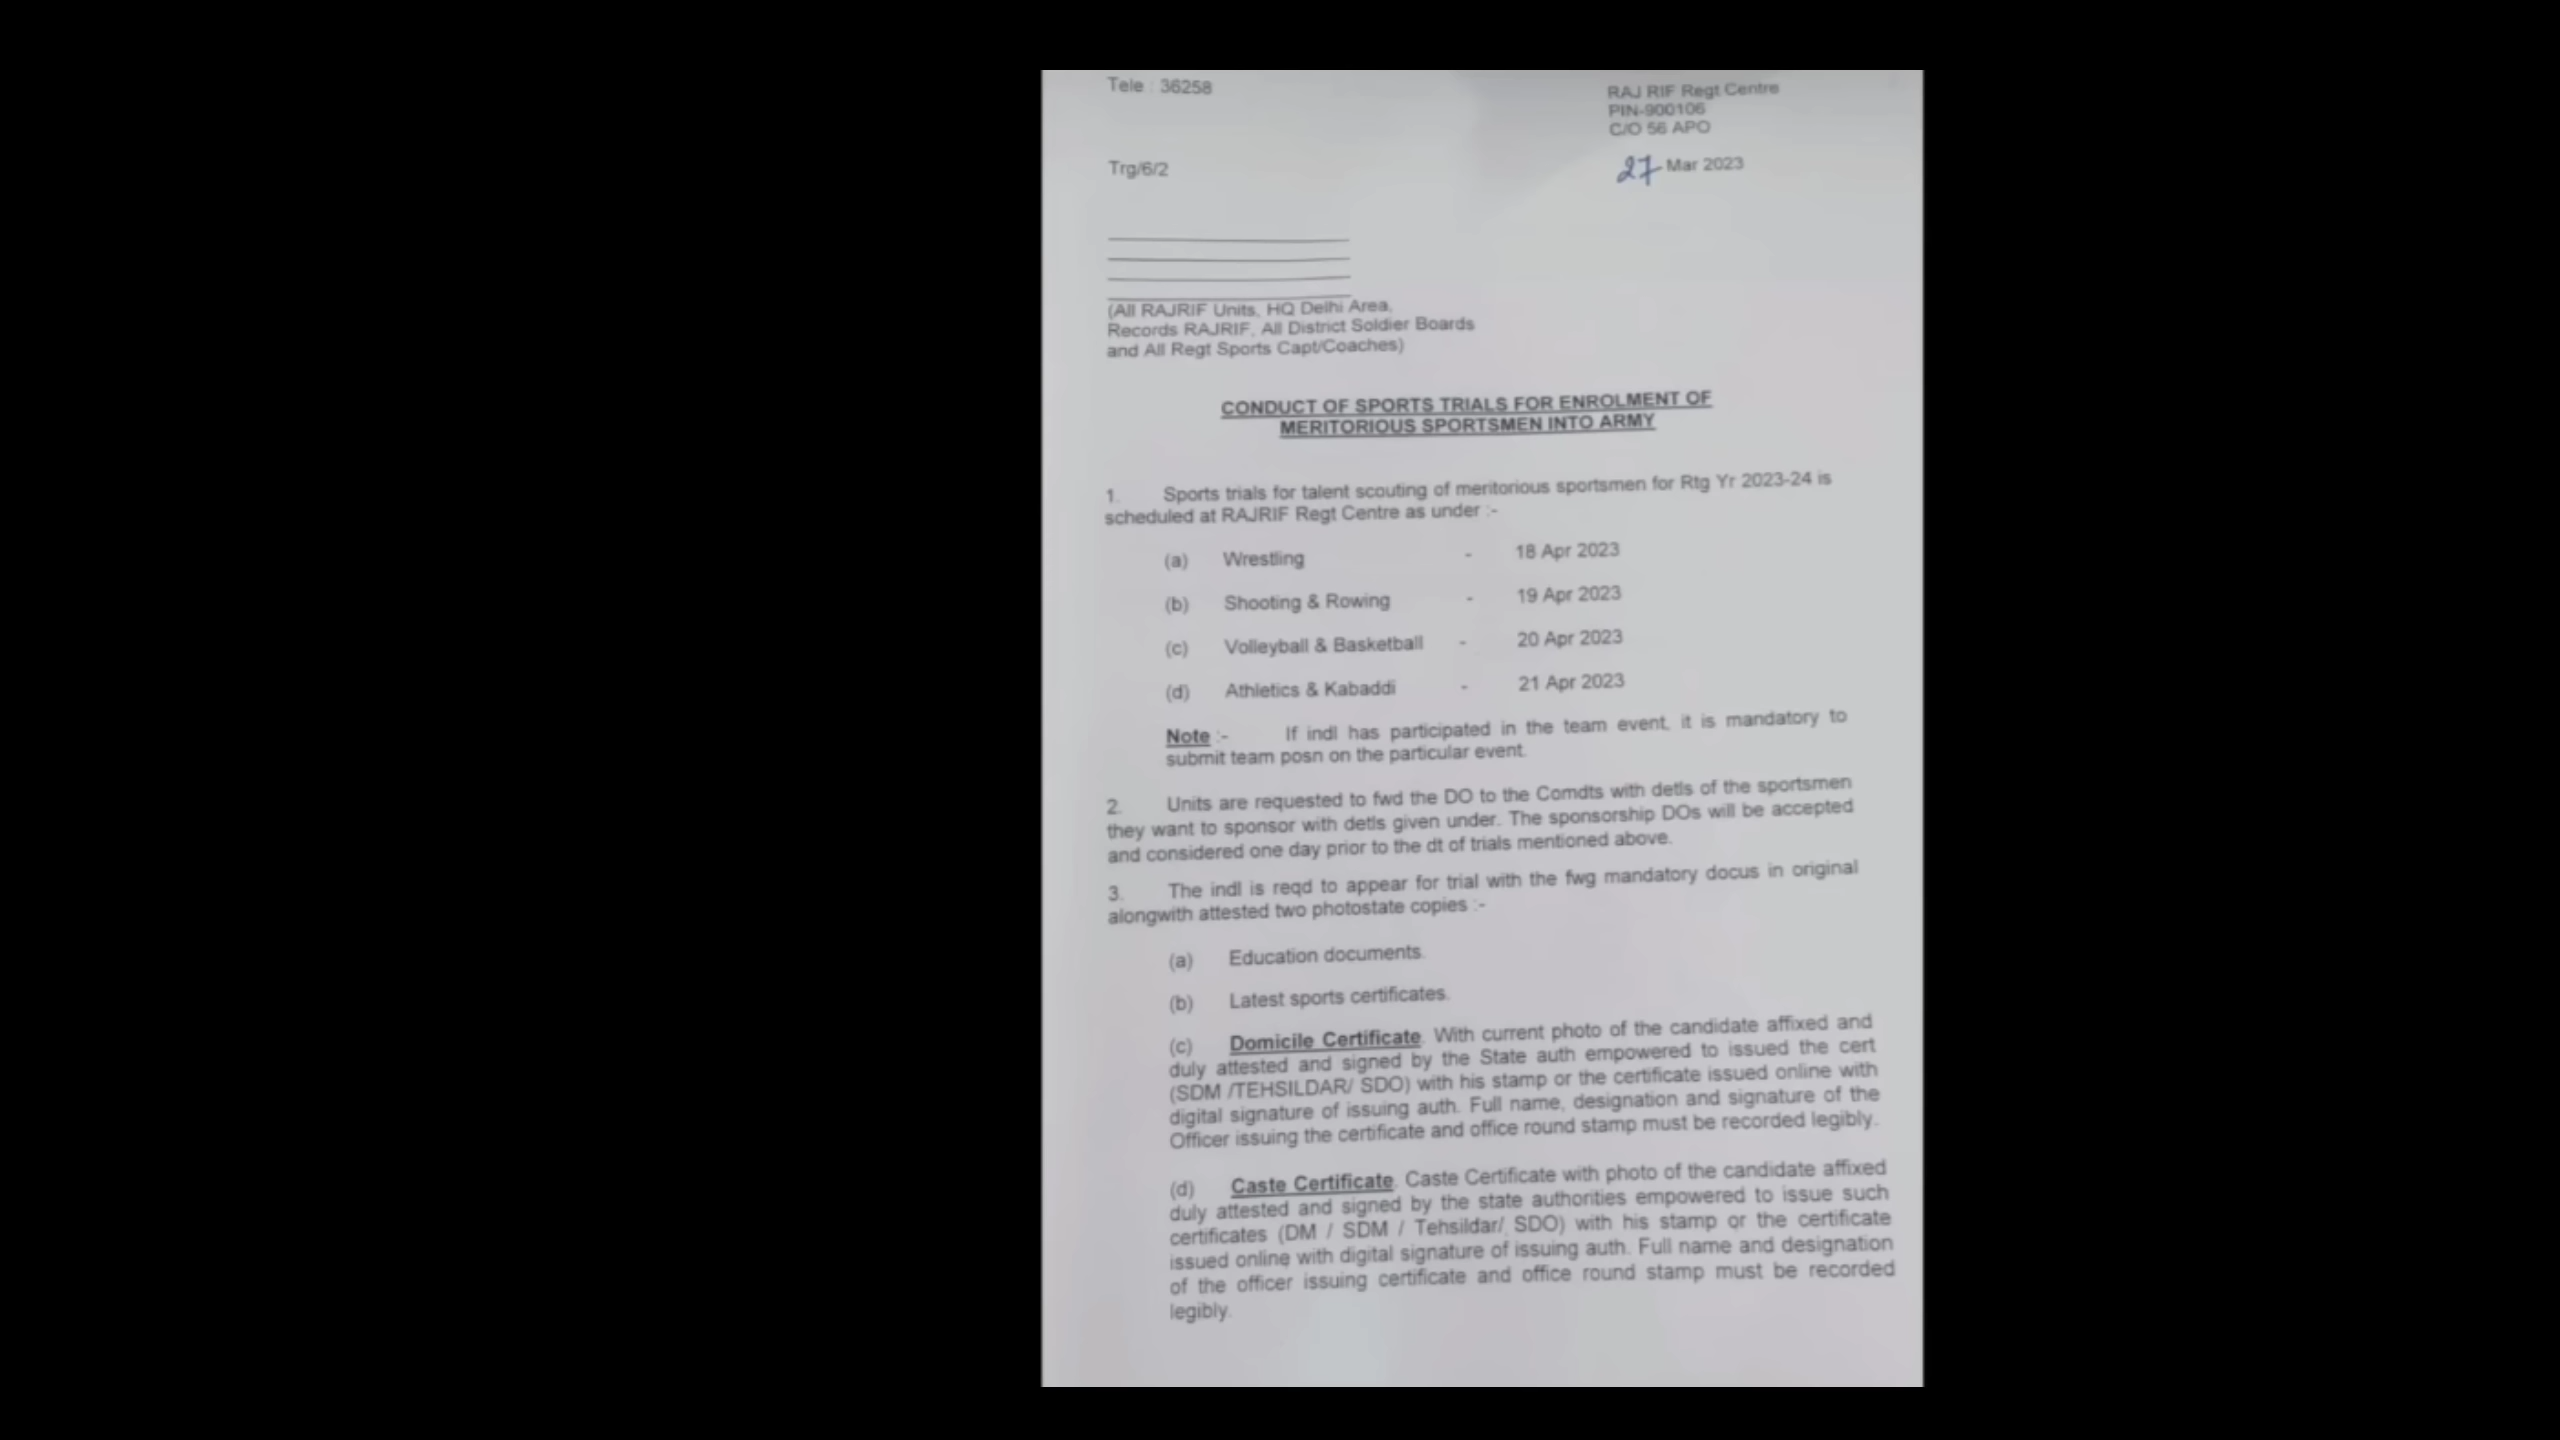 Tele : 36258
RAJ RIF Regt Centre
PIN-900106
C/O 56 APO
Trg/6/2
27 Mar 2023
(All RAJRIF Units, HQ Delhi Area,
Records RAJRIF, All District Soldier Boards
and All Regt Sports Capt/Coaches)
CONDUCT OF SPORTS TRIALS FOR ENROLMENT OF
MERITORIOUS SPORTSMEN INTO ARMY
1. Sports trials for talent scouting of meritorious sportsmen for Rtg Yr 2023-24 is
scheduled at RAJRIF Regt Centre as under :-
(a) Wrestling - 18 Apr 2023
(b) Shooting & Rowing - 19 Apr 2023
(c) Volleyball & Basketball - 20 Apr 2023
(d) Athletics & Kabaddi - 21 Apr 2023
Note :- If indl has participated in the team event, it is mandatory to
submit team posn on the particular event.
2. Units are requested to fwd the DO to the Comdts with detls of the sportsmen
they want to sponsor with detls given under. The sponsorship DOs will be accepted
and considered one day prior to the dt of trials mentioned above.
3. The indl is reqd to appear for trial with the fwg mandatory docus in original
alongwith attested two photostate copies :-
(a) Education documents.
(b) Latest sports certificates.
(c) Domicile Certificate. With current photo of the candidate affixed and
duly attested and signed by the State auth empowered to issued the cert
(SDM /TEHSILDAR/ SDO) with his stamp or the certificate issued online with
digital signature of issuing auth. Full name, designation and signature of the
Officer issuing the certificate and office round stamp must be recorded legibly.
(d) Caste Certificate. Caste Certificate with photo of the candidate affixed
duly attested and signed by the state authorities empowered to issue such
certificates (DM / SDM / Tehsildar/ SDO) with his stamp or the certificate
issued online with digital signature of issuing auth. Full name and designation
of the officer issuing certificate and office round stamp must be recorded
legibly.